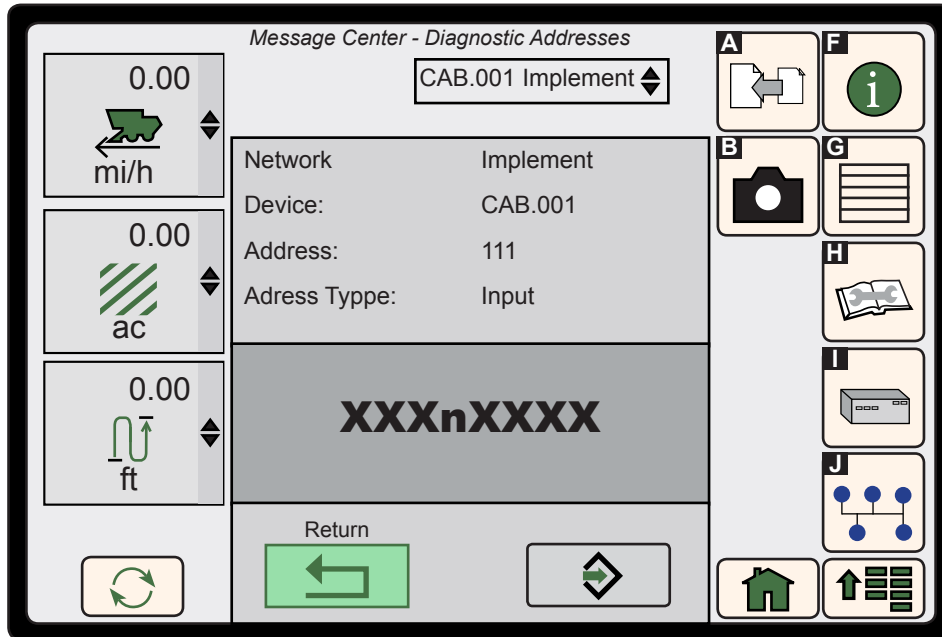 Message Center - Diagnostic Addresses
CAB.001 Implement
0.00
mi/h
0.00
ac
0.00
ft
Network Implement
Device: CAB.001
Address: 111
Adress Typpe: Input
XXXnXXXX
Return
A
B
F
i
G
H
I
J